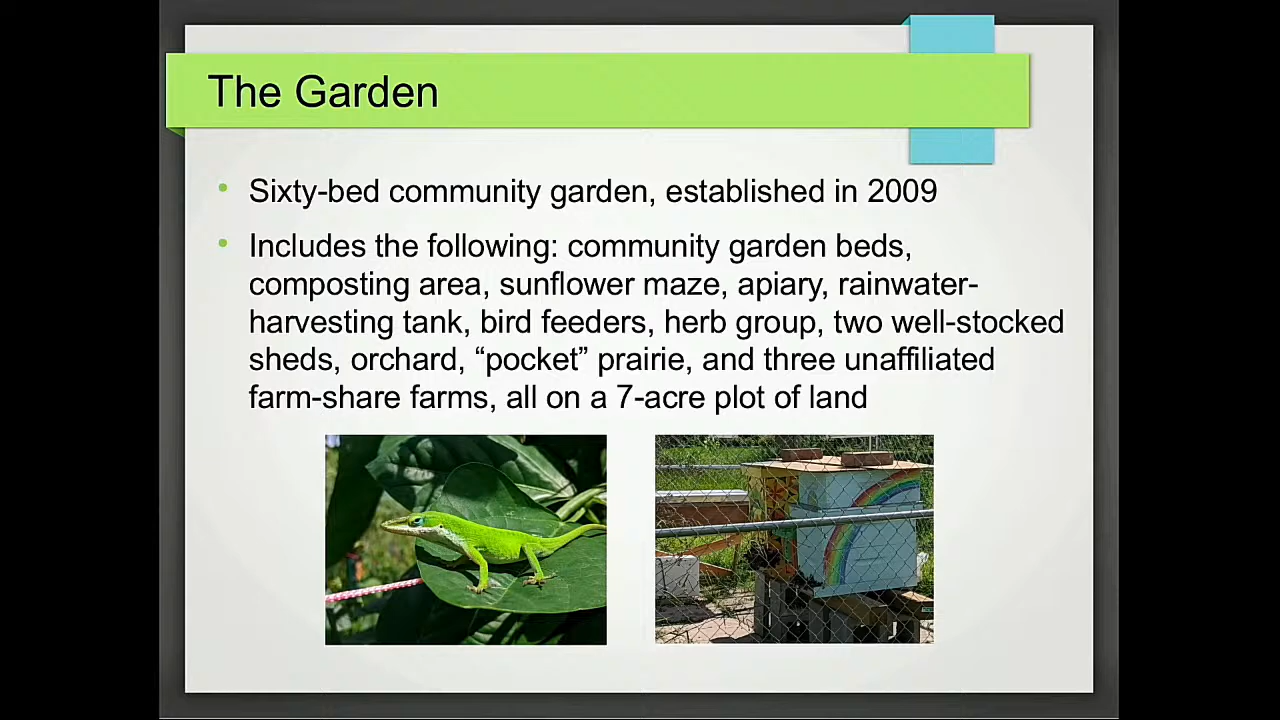 The Garden
Sixty-bed community garden, established in 2009
Includes the following: community garden beds,
composting area, sunflower maze, apiary, rainwater-
harvesting tank, bird feeders, herb group, two well-stocked
sheds, orchard, “pocket” prairie, and three unaffiliated
farm-share farms, all on a 7-acre plot of land